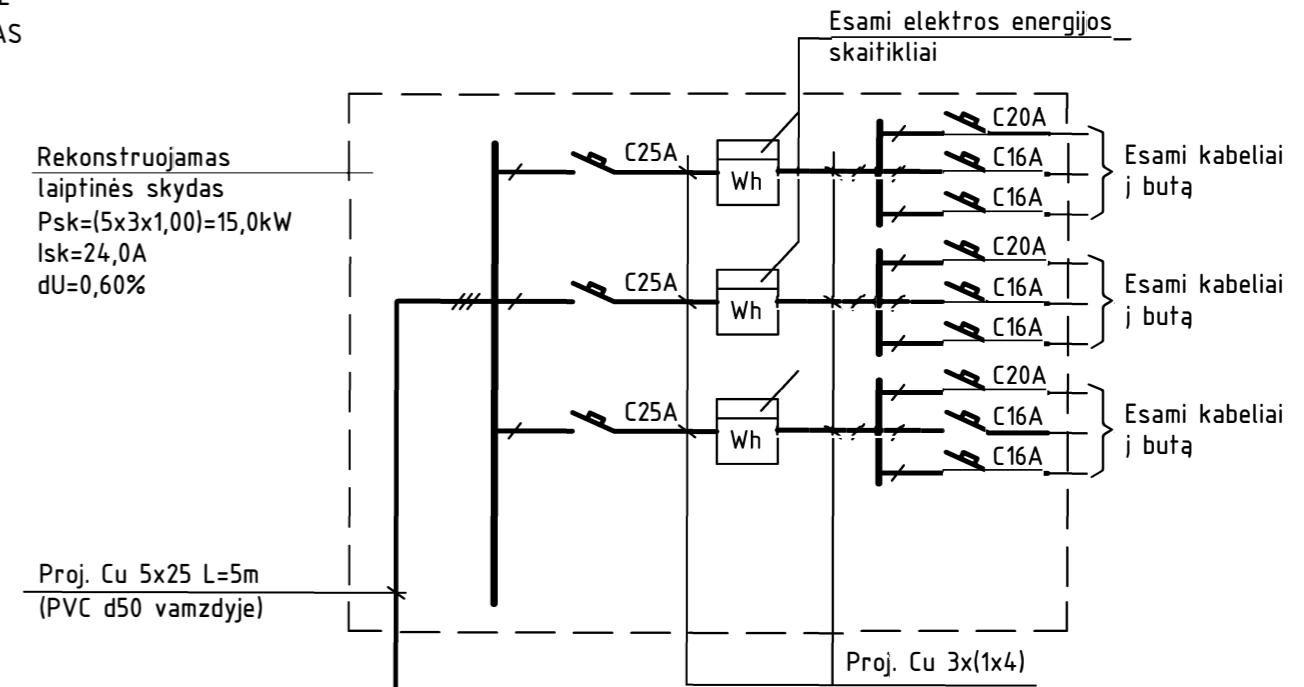 AS
Esami elektros energijos
skaitikliai
Rekonstruojamas
laiptinės skydas
Psk=(5x3x1,00)=15,0kW
Isk=24,0A
dU=0,60%
C25A
Wh
C20A
C16A
C16A
Esami kabeliai
į butą
C25A
Wh
C20A
C16A
C16A
Esami kabeliai
į butą
C25A
Wh
C20A
C16A
C16A
Esami kabeliai
į butą
Proj. Cu 5x25 L=5m
(PVC d50 vamzdyje)
Proj. Cu 3x(1x4)